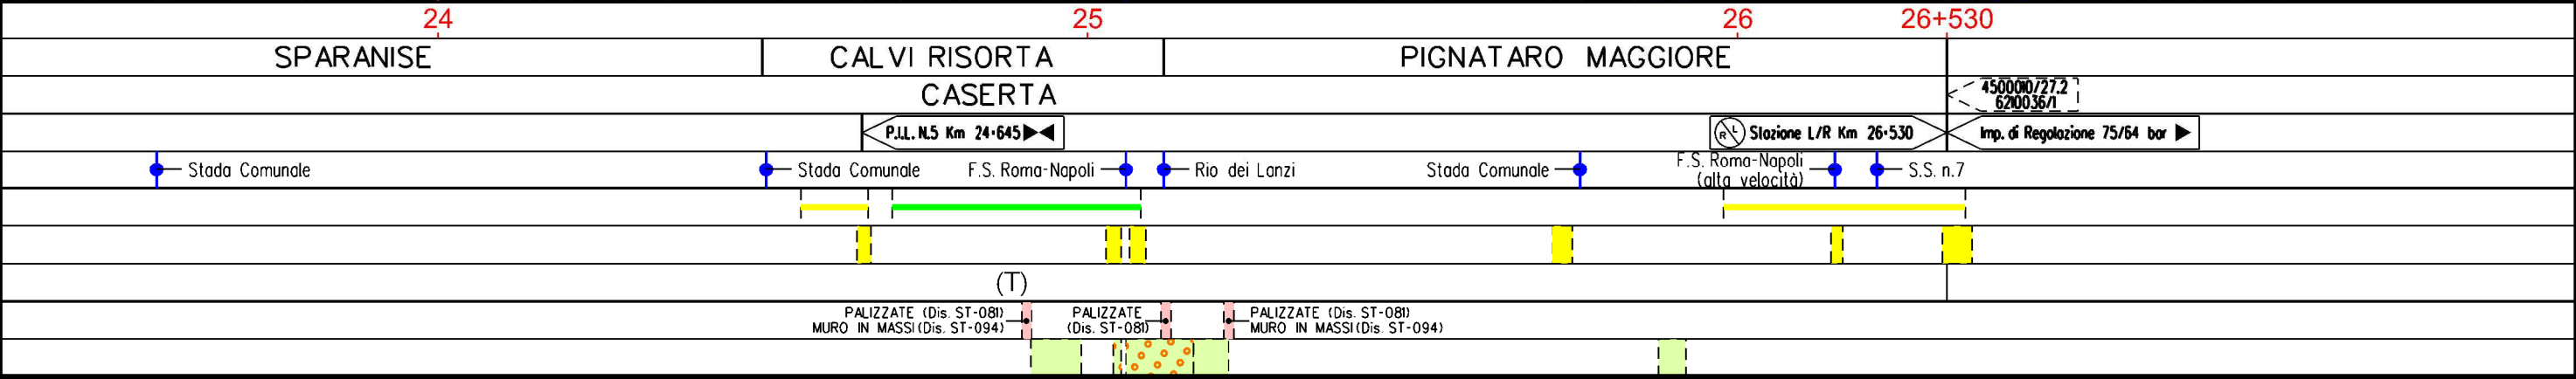 24 25 26 26+530
SPARANISE CALVI RISORTA PIGNATARO MAGGIORE
CASERTA
4500010/27.2
6210036/1
P.I.L. N.5 Km 24+645
R L Stazione L/R Km 26+530
Imp. di Regolazione 75/64 bar
Stada Comunale
Stada Comunale
F.S. Roma-Napoli
Rio dei Lanzi
Stada Comunale
F.S. Roma-Napoli
(alta velocità)
S.S. n.7
(T)
PALIZZATE (Dis. ST-081)
MURO IN MASSI(Dis. ST-094)
PALIZZATE
(Dis. ST-081)
PALIZZATE (Dis. ST-081)
MURO IN MASSI(Dis. ST-094)